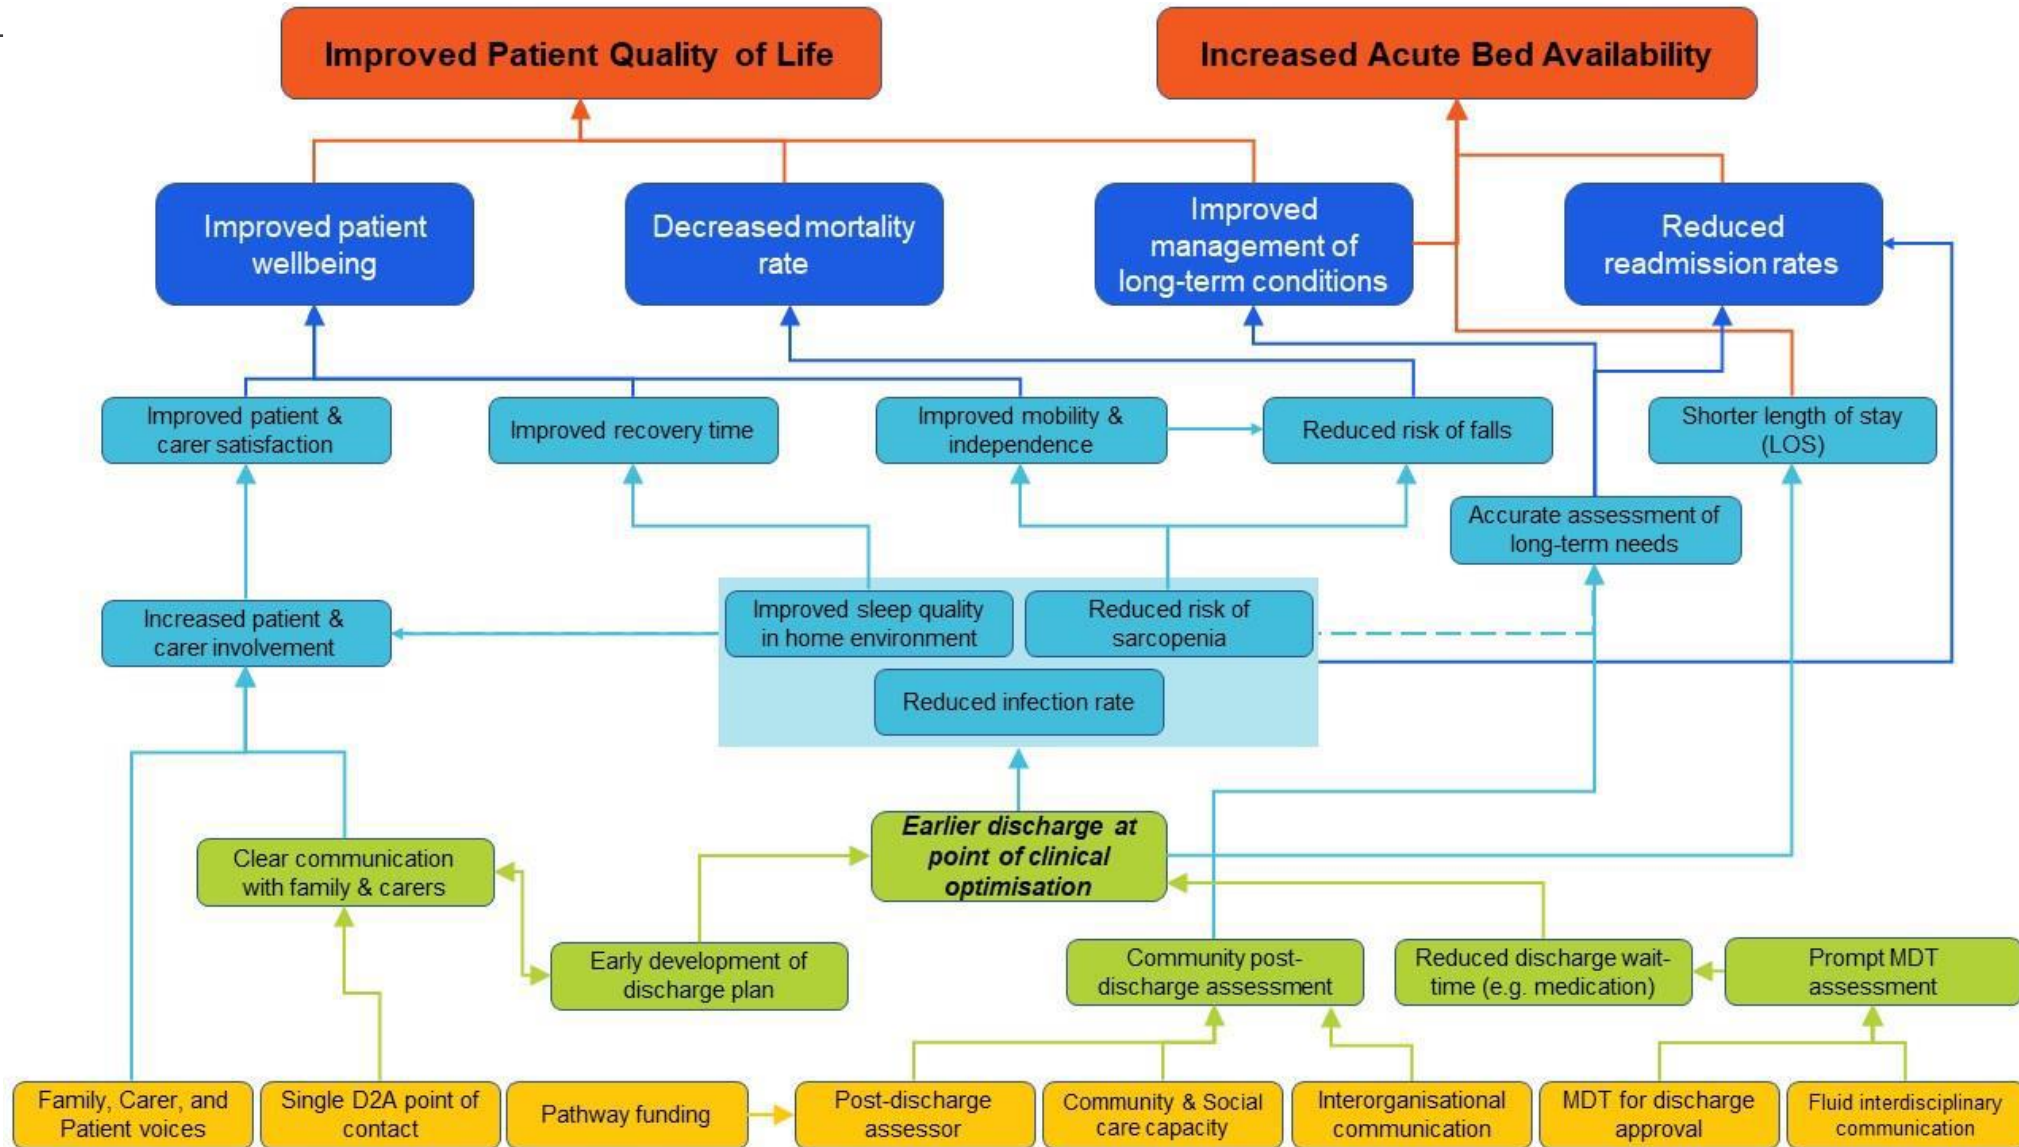 Improved Patient Quality of Life
Increased Acute Bed Availability
Improved patient
wellbeing
Decreased mortality
rate
Improved
management of
long-term conditions
Reduced
readmission rates
Improved patient &
carer satisfaction
Improved recovery time
Improved mobility &
independence
Reduced risk of falls
Shorter length of stay
(LOS)
Accurate assessment of
long-term needs
Increased patient &
carer involvement
Improved sleep quality
in home environment
Reduced risk of
sarcopenia
Reduced infection rate
Earlier discharge at
point of clinical
optimisation
Clear communication
with family & carers
Early development of
discharge plan
Community post-
discharge assessment
Reduced discharge wait-
time (e.g. medication)
Prompt MDT
assessment
Family, Carer, and
Patient voices
Single D2A point of
contact
Pathway funding
Post-discharge
assessor
Community & Social
care capacity
Interorganisational
communication
MDT for discharge
approval
Fluid interdisciplinary
communication